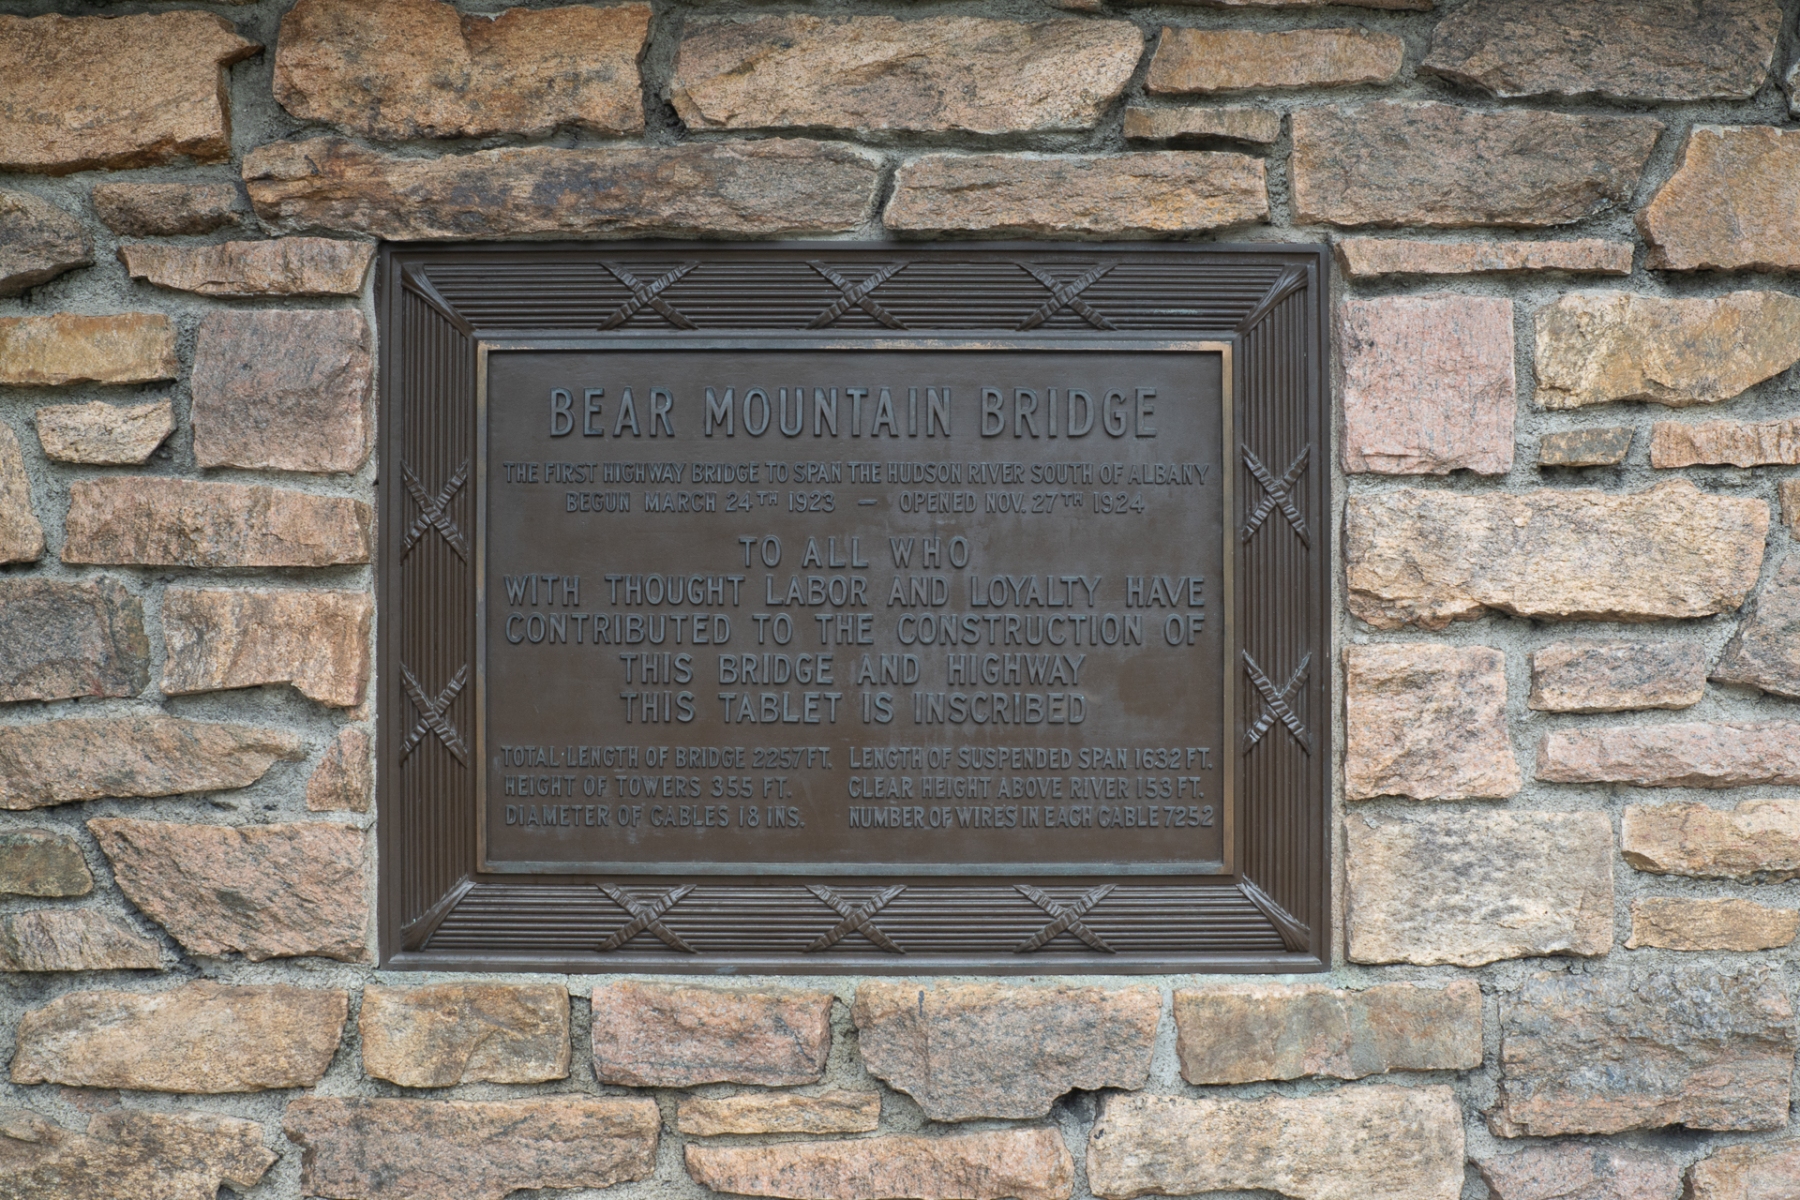 BEAR MOUNTAIN BRIDGE
THE FIRST HIGHWAY BRIDGE TO SPAN THE HUDSON RIVER SOUTH OF ALBANY
BEGUN MARCH 24TH 1923 — OPENED NOV. 27TH 1924
TO ALL WHO
WITH THOUGHT LABOR AND LOYALTY HAVE
CONTRIBUTED TO THE CONSTRUCTION OF
THIS BRIDGE AND HIGHWAY
THIS TABLET IS INSCRIBED
TOTAL LENGTH OF BRIDGE 2257 FT. LENGTH OF SUSPENDED SPAN 1632 FT.
HEIGHT OF TOWERS 355 FT. CLEAR HEIGHT ABOVE RIVER 153 FT.
DIAMETER OF CABLES 18 INS. NUMBER OF WIRES IN EACH CABLE 7252